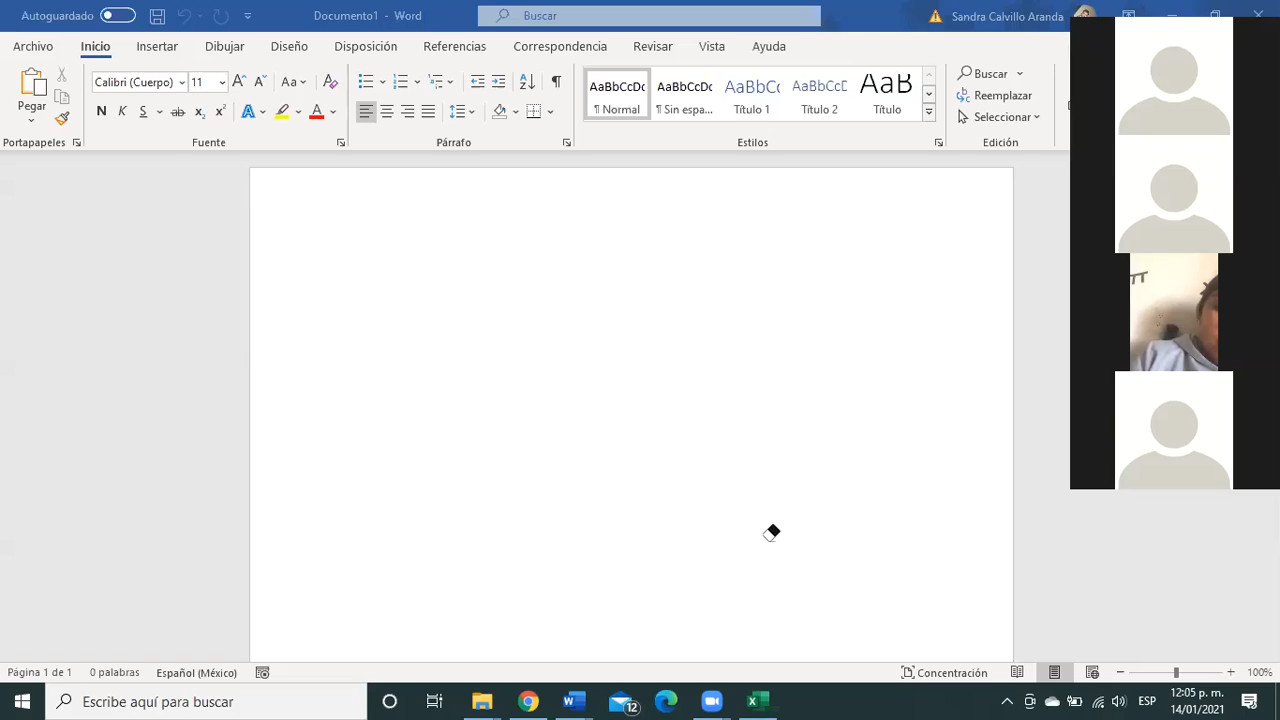 Autoguardado
Documento1 - Word
Buscar
Sandra Calvillo Aranda
Archivo
Inicio
Insertar
Dibujar
Diseño
Disposición
Referencias
Correspondencia
Revisar
Vista
Ayuda
Pegar
Portapapeles
Calibri (Cuerpo)
11
Aa
N K S ab x₂ x²
A
A
Fuente
Párrafo
AaBbCcDc
¶ Normal
AaBbCcDc
¶ Sin espa...
AaBbCc
Título 1
AaBbCcD
Título 2
AaB
Título
Estilos
Buscar
Reemplazar
Seleccionar
Edición
Página 1 de 1
0 palabras
Español (México)
Concentración
100%
Escribe aquí para buscar
12
ESP
12:05 p. m.
14/01/2021